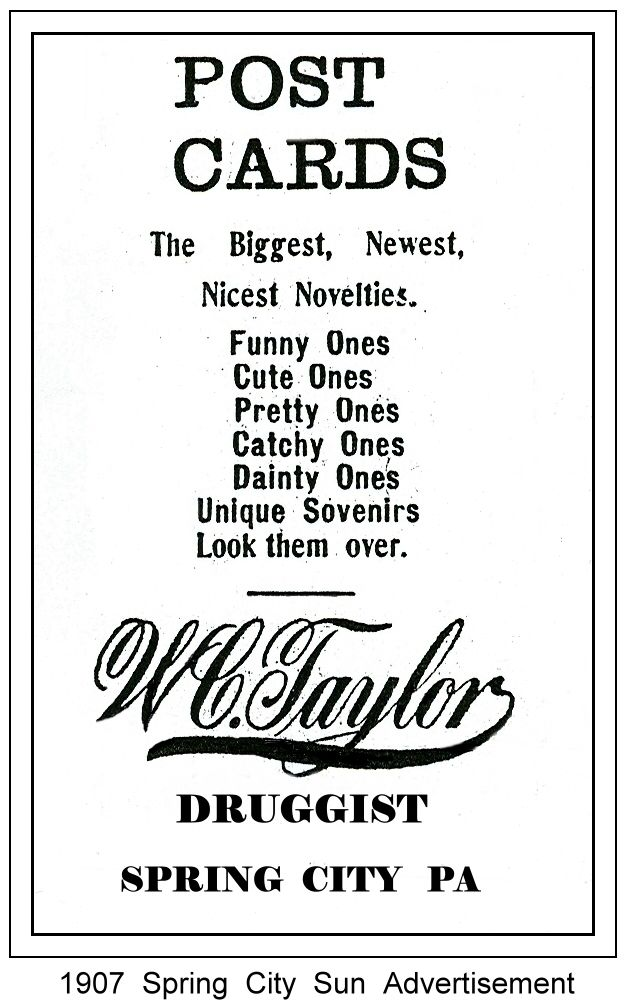 POST
CARDS
The Biggest, Newest,
Nicest Novelties.
Funny Ones
Cute Ones
Pretty Ones
Catchy Ones
Dainty Ones
Unique Sovenirs
Look them over.
W.C. Taylor
DRUGGIST
SPRING CITY PA
1907 Spring City Sun Advertisement